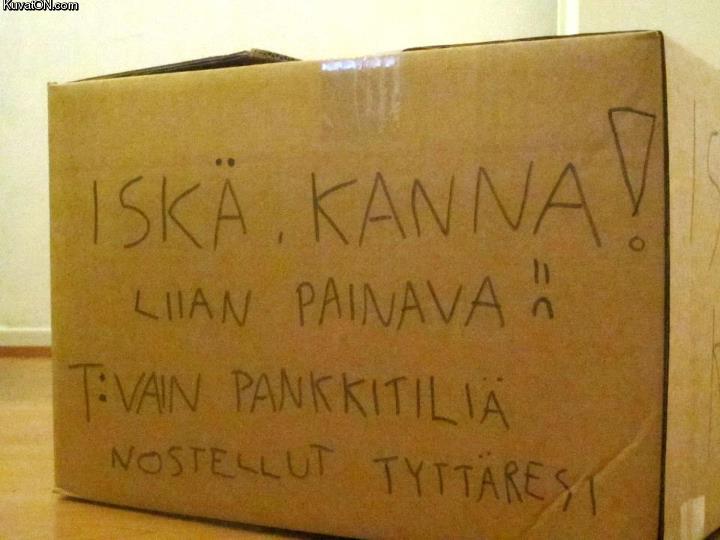 KuvatON.com
ISKÄ, KANNA!
LIIAN PAINAVA :(
T: VAIN PANKKITILIÄ
NOSTELLUT TYTTÄRESI